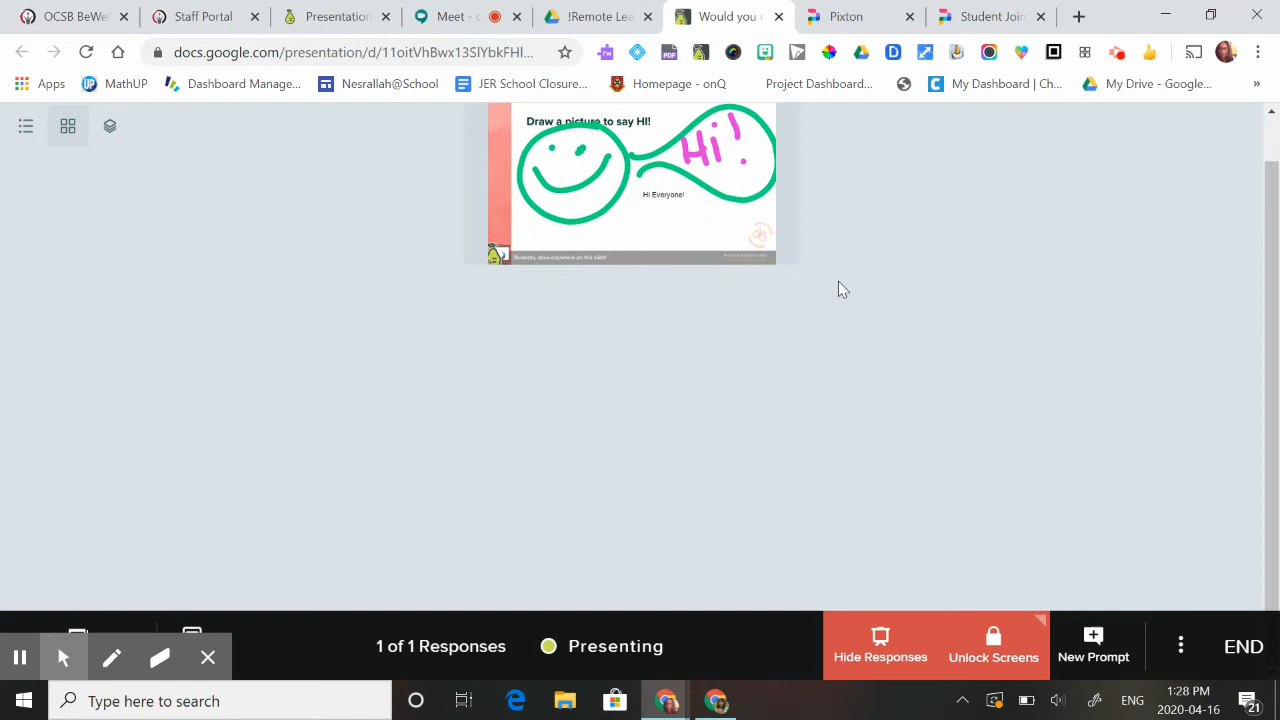 OCSB BeWel
Staff Portal
Presentation
Meet - c
!Remote Lea
Would you r
Pixton
Student Join
docs.google.com/presentation/d/11oitVhBwx13SlYbkFHI...
Apps
MathUP
Dashboard Manage...
Nesrallah@School
JER School Closure...
Homepage - onQ
Project Dashboard...
My Dashboard | Ch...
My Drive - Google...
»
Draw a picture to say HI!
Hi!
Hi Everyone!
Students, draw anywhere on this slide!
1 of 1 Responses
Presenting
Hide Responses
Unlock Screens
New Prompt
END
Type here to search
ENG
1:28 PM
2020-04-16
21